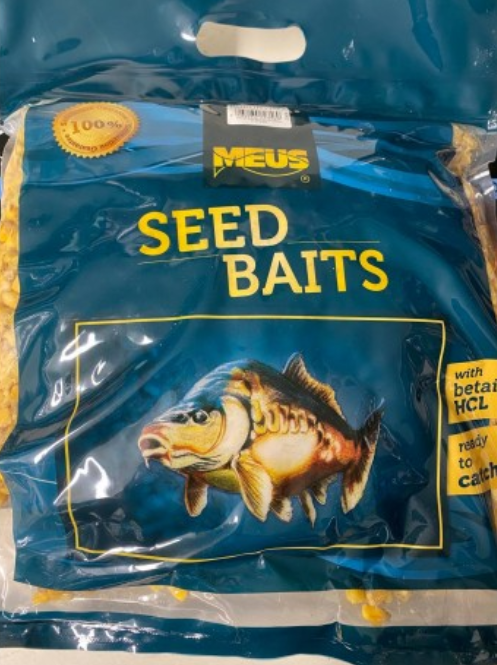 100%
MEUS
®
SEED
BAITS
with
betai
HCL
ready
to
catch